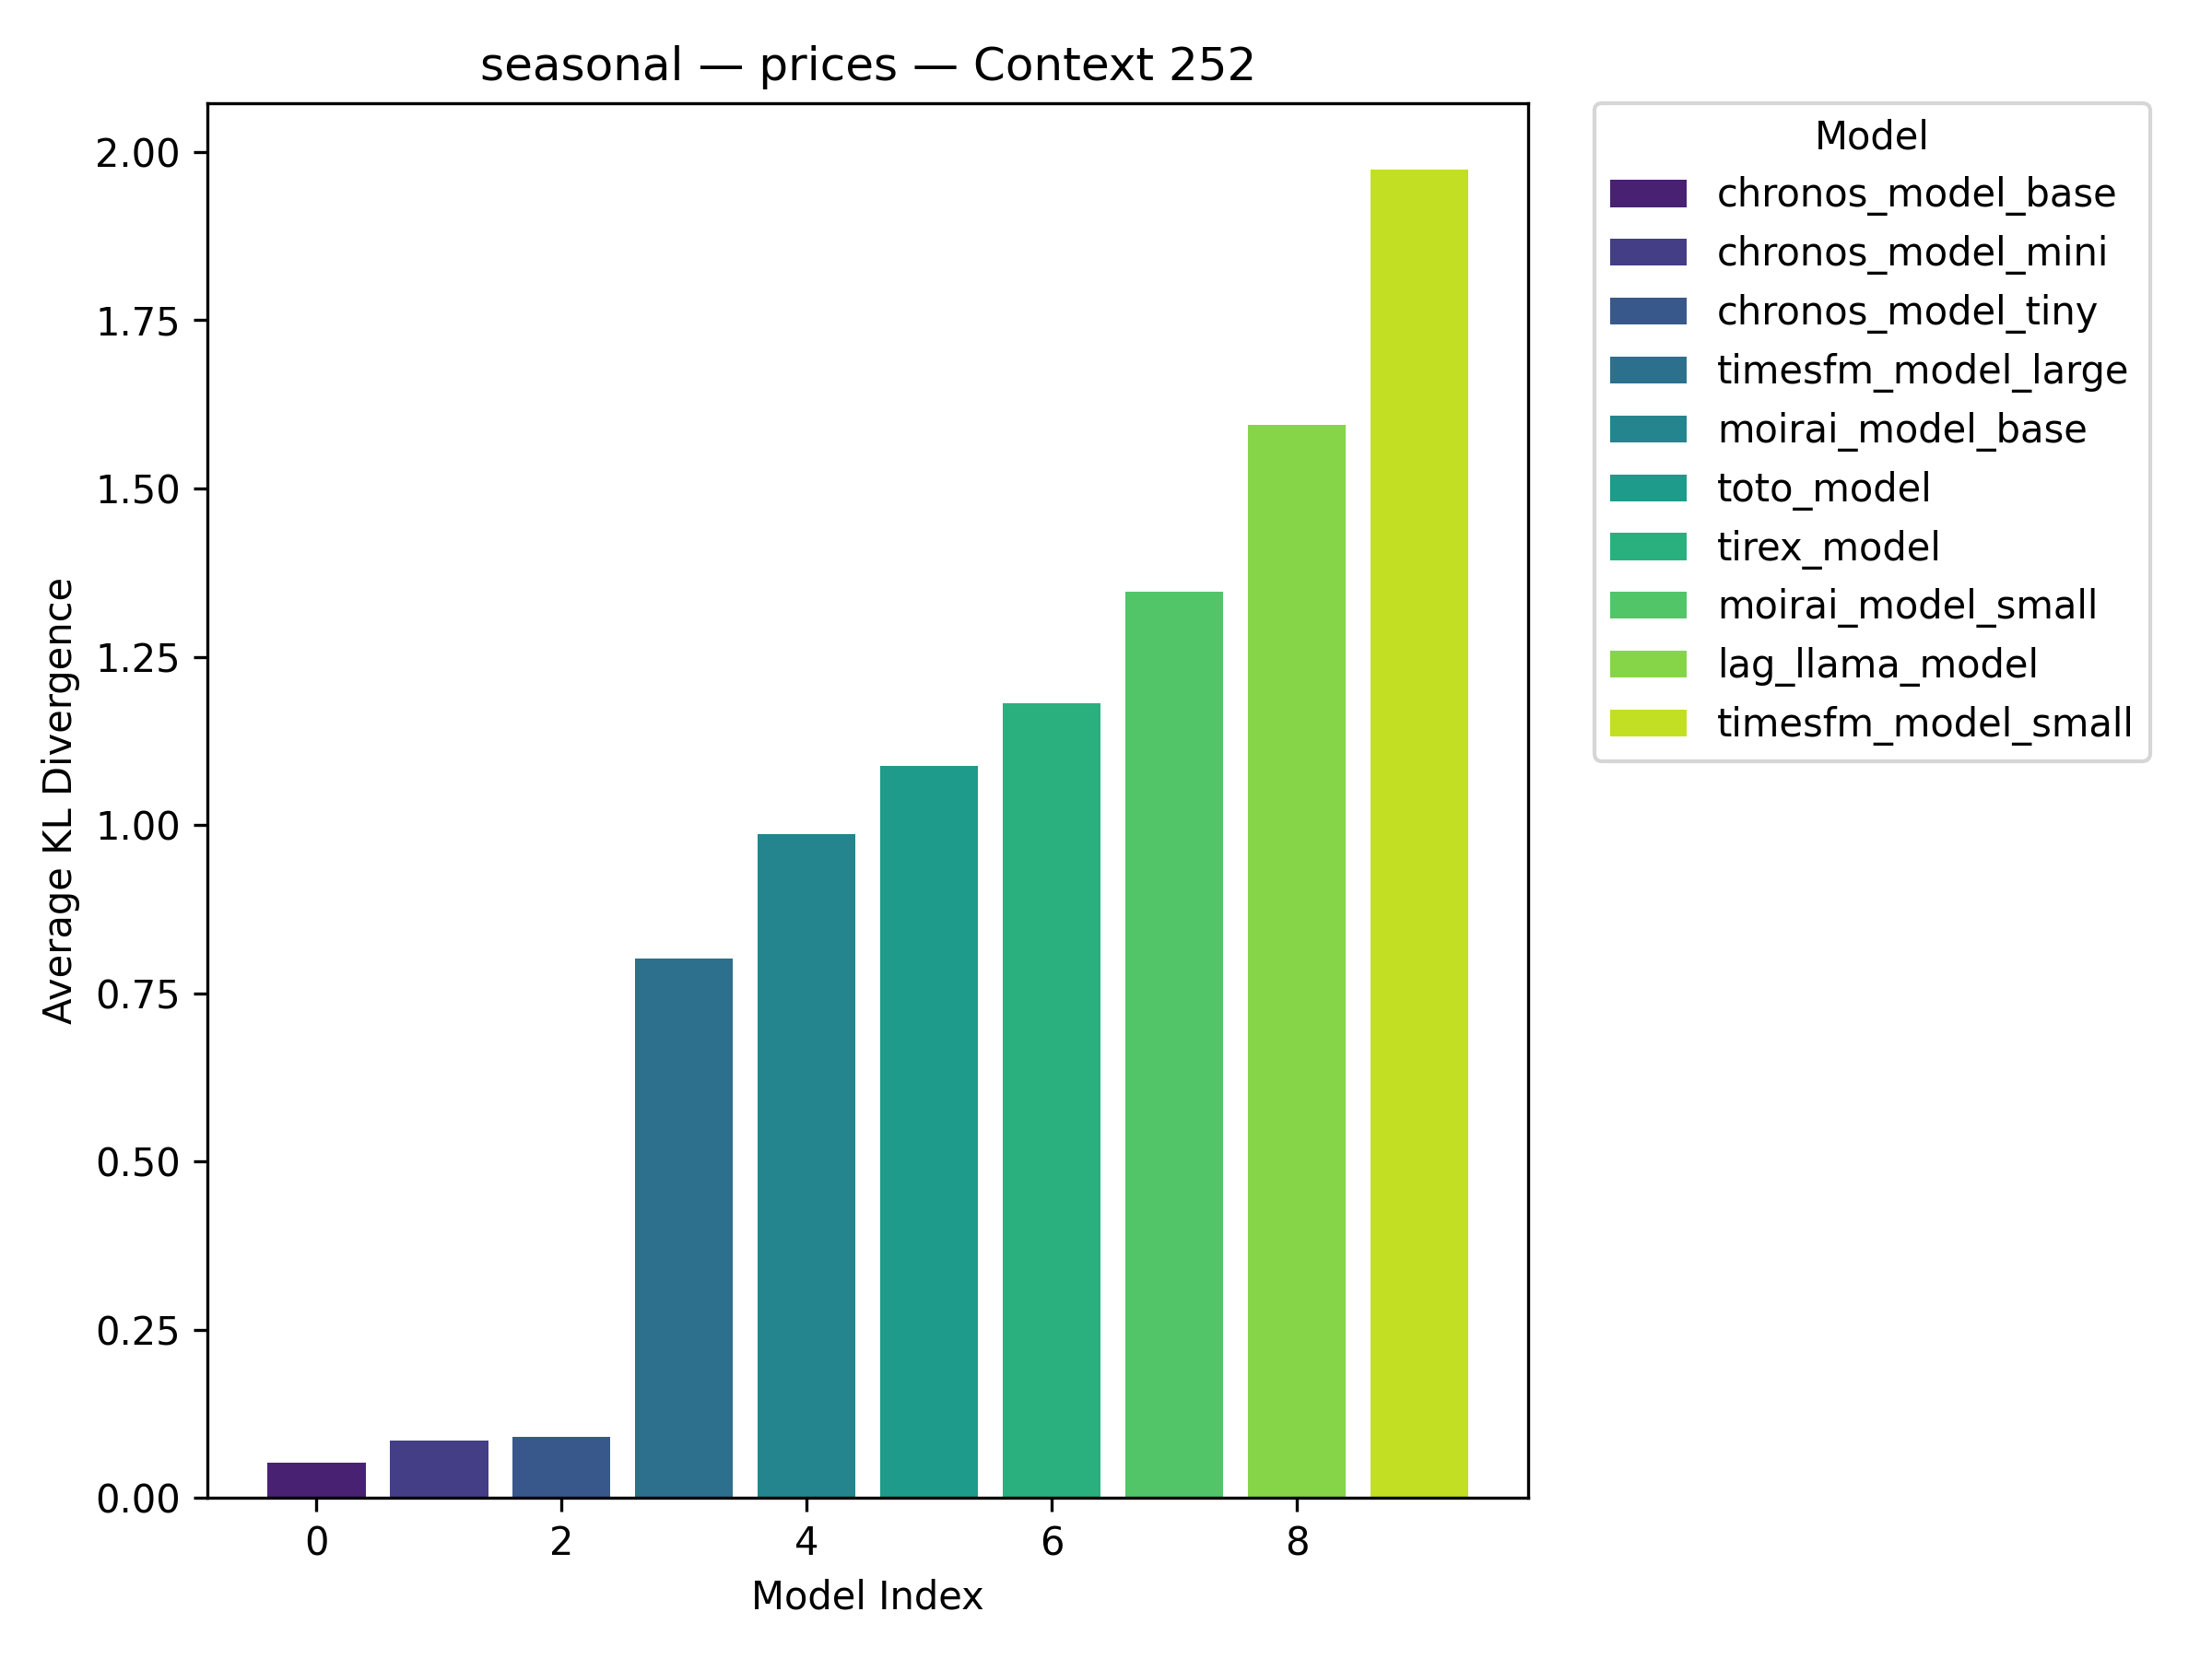 seasonal — prices — Context 252
2.00
1.75
1.50
1.25
1.00
0.75
0.50
0.25
0.00
Average KL Divergence
0 2 4 6 8
Model Index
Model
chronos_model_base
chronos_model_mini
chronos_model_tiny
timesfm_model_large
moirai_model_base
toto_model
tirex_model
moirai_model_small
lag_llama_model
timesfm_model_small